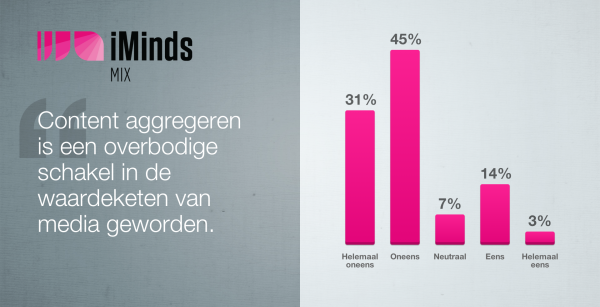 iMinds
MIX
Content aggregeren
is een overbodige
schakel in de
waardeketen van
media geworden.
31%
45%
7%
14%
3%
Helemaal
oneens
Oneens
Neutraal
Eens
Helemaal
eens